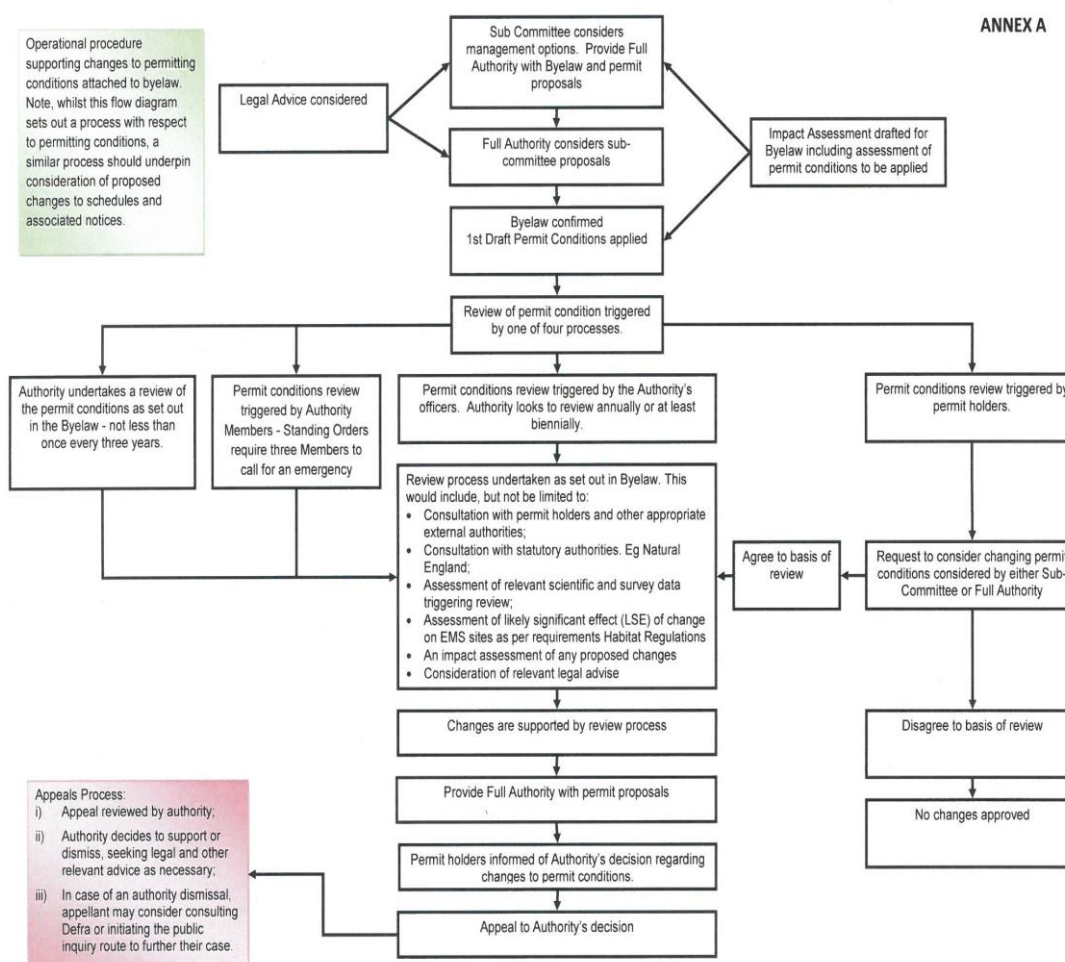 ANNEX A
Operational procedure
supporting changes to permitting
conditions attached to byelaw.
Note, whilst this flow diagram
sets out a process with respect
to permitting conditions, a
similar process should underpin
consideration of proposed
changes to schedules and
associated notices.
Sub Committee considers
management options. Provide Full
Authority with Byelaw and permit
proposals
Legal Advice considered
Full Authority considers sub-
committee proposals
Impact Assessment drafted for
Byelaw including assessment of
permit conditions to be applied
Byelaw confirmed
1st Draft Permit Conditions applied
Review of permit condition triggered
by one of four processes.
Authority undertakes a review of
the permit conditions as set out
in the Byelaw - not less than
once every three years.
Permit conditions review
triggered by Authority
Members - Standing Orders
require three Members to
call for an emergency
Permit conditions review triggered by the Authority's
officers. Authority looks to review annually or at least
biennially.
Permit conditions review triggered by
permit holders.
Review process undertaken as set out in Byelaw. This
would include, but not be limited to:
• Consultation with permit holders and other appropriate
external authorities;
• Consultation with statutory authorities. Eg Natural
England;
• Assessment of relevant scientific and survey data
triggering review;
• Assessment of likely significant effect (LSE) of change
on EMS sites as per requirements Habitat Regulations
• An impact assessment of any proposed changes
• Consideration of relevant legal advise
Agree to basis of
review
Request to consider changing permit
conditions considered by either Sub-
Committee or Full Authority
Changes are supported by review process
Disagree to basis of review
Provide Full Authority with permit proposals
No changes approved
Permit holders informed of Authority's decision regarding
changes to permit conditions.
Appeal to Authority's decision
Appeals Process:
i) Appeal reviewed by authority;
ii) Authority decides to support or
dismiss, seeking legal and other
relevant advice as necessary;
iii) In case of an authority dismissal,
appellant may consider consulting
Defra or initiating the public
inquiry route to further their case.